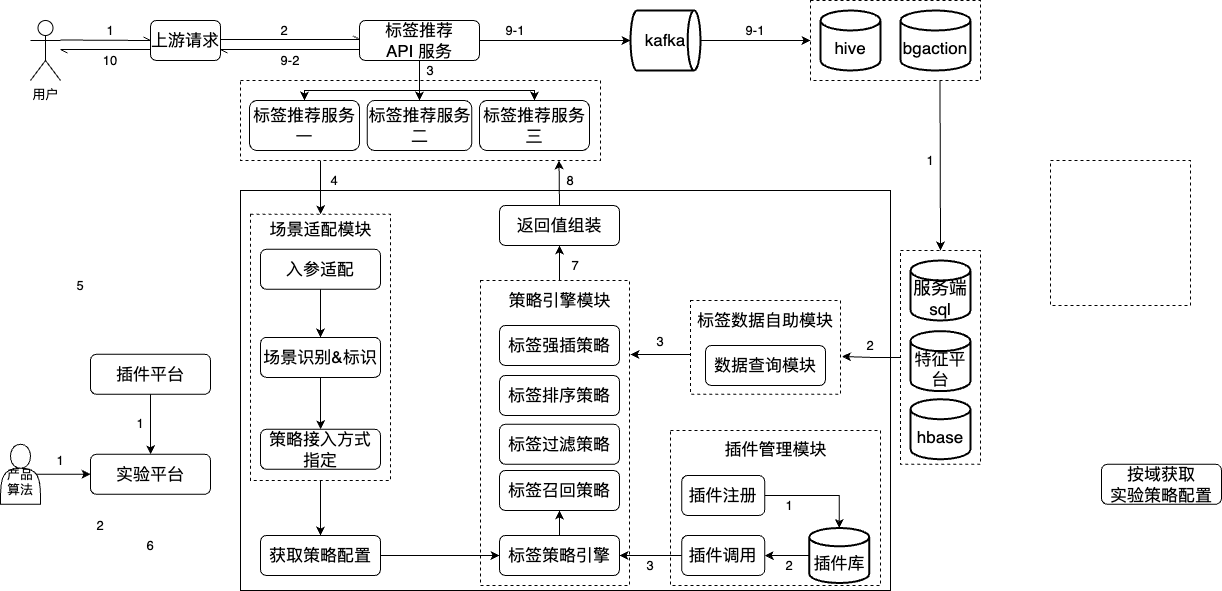 1
上游请求
2
标签推荐
API 服务
9-1
kafka
9-1
hive
bgaction
10
9-2
用户
3
标签推荐服务
一
标签推荐服务
二
标签推荐服务
三
4
8
1
场景适配模块
返回值组装
入参适配
7
5
策略引擎模块
服务端
sql
标签数据自助模块
标签强插策略
3
2
场景识别&标识
数据查询模块
特征平
台
插件平台
标签排序策略
1
策略接入方式
指定
标签过滤策略
插件管理模块
hbase
产品
算法
1
实验平台
标签召回策略
插件注册
1
按域获取
实验策略配置
2
6
获取策略配置
标签策略引擎
3
插件调用
2
插件库